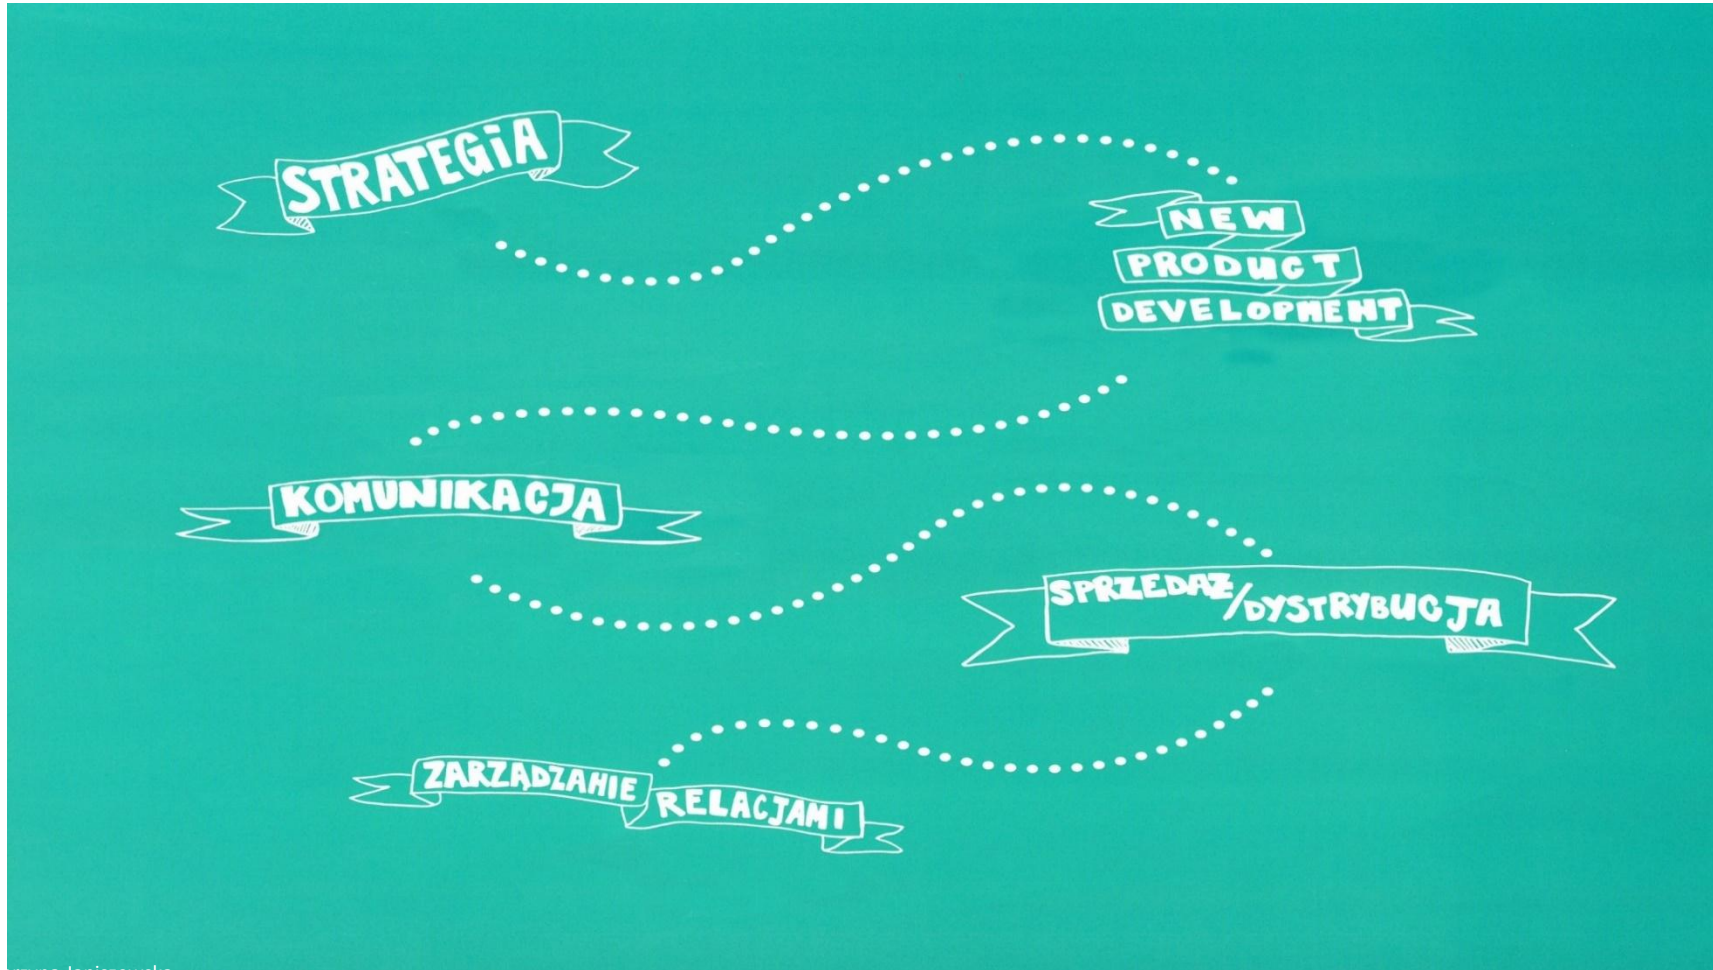 STRATEGiA
NEW
PRODUCT
DEVELOPMENT
KOMUNIKACJA
SPRZEDAŻ/DYSTRYBUCJA
ZARZĄDZANIE
RELACJAMI